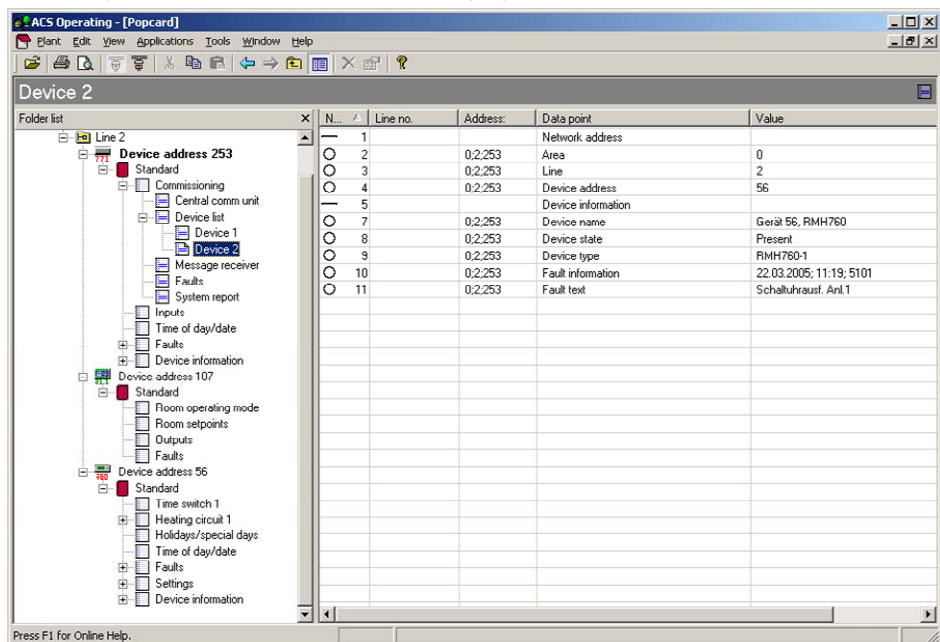 ACS Operating - [Popcard]
Plant Edit View Applications Tools Window Help
Device 2
Folder list
Line 2
771
Device address 253
Standard
Commissioning
Central comm unit
Device list
Device 1
Device 2
Message receiver
Faults
System report
Inputs
Time of day/date
Faults
Device information
Device address 107
Standard
Room operating mode
Room setpoints
Outputs
Faults
760
Device address 56
Standard
Time switch 1
Heating circuit 1
Holidays/special days
Time of day/date
Faults
Settings
Device information
N... Line no. Address: Data point Value
1 Network address
2 0;2;253 Area 0
3 0;2;253 Line 2
4 0;2;253 Device address 56
5 Device information
7 0;2;253 Device name Gerät 56, RMH760
8 0;2;253 Device state Present
9 0;2;253 Device type RMH760-1
10 0;2;253 Fault information 22.03.2005; 11:19; 5101
11 0;2;253 Fault text Schaltuhrausf. Anl.1
Press F1 for Online Help.